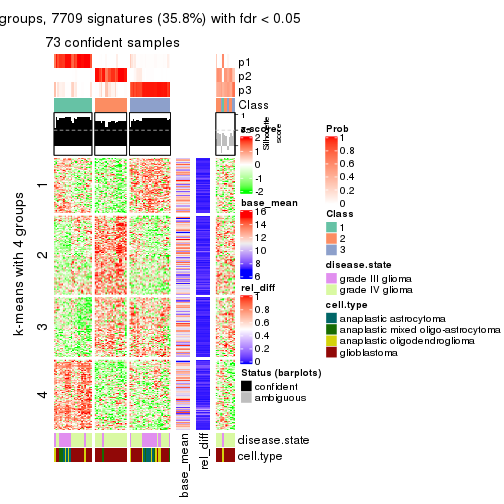 groups, 7709 signatures (35.8%) with fdr < 0.05
73 confident samples
p1
p2
p3
Class
1
0.5
Silhouette
score
k-means with 4 groups
1
2
3
4
z-score
2
1
0
-1
-2
base_mean
16
14
12
10
8
6
rel_diff
1
0.8
0.6
0.4
0.2
0
Status (barplots)
confident
ambiguous
Prob
1
0.8
0.6
0.4
0.2
0
Class
1
2
3
disease.state
grade III glioma
grade IV glioma
cell.type
anaplastic astrocytoma
anaplastic mixed oligo-astrocytoma
anaplastic oligodendroglioma
glioblastoma
disease.state
cell.type
base_mean
rel_diff